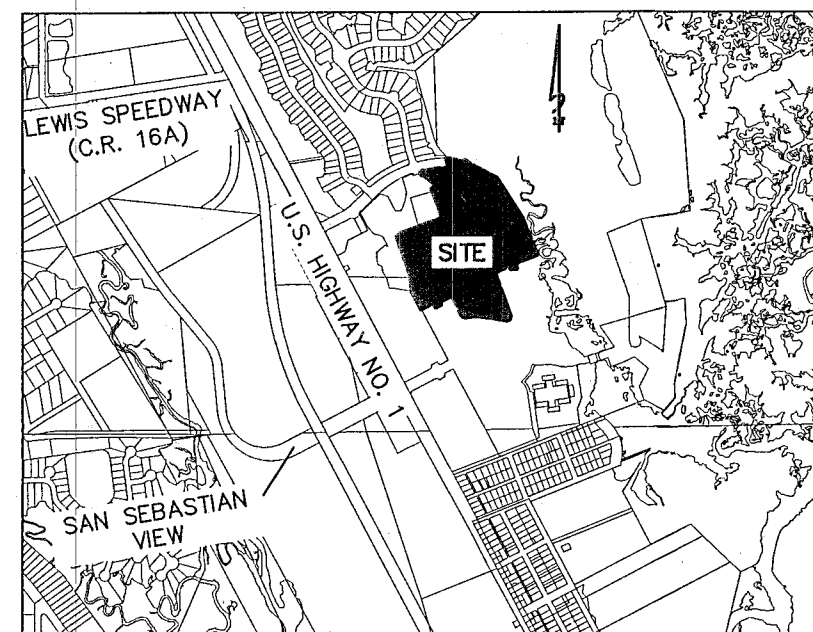 LEWIS SPEEDWAY
(C.R. 16A)
U.S. HIGHWAY NO. 1
SITE
SAN SEBASTIAN
VIEW